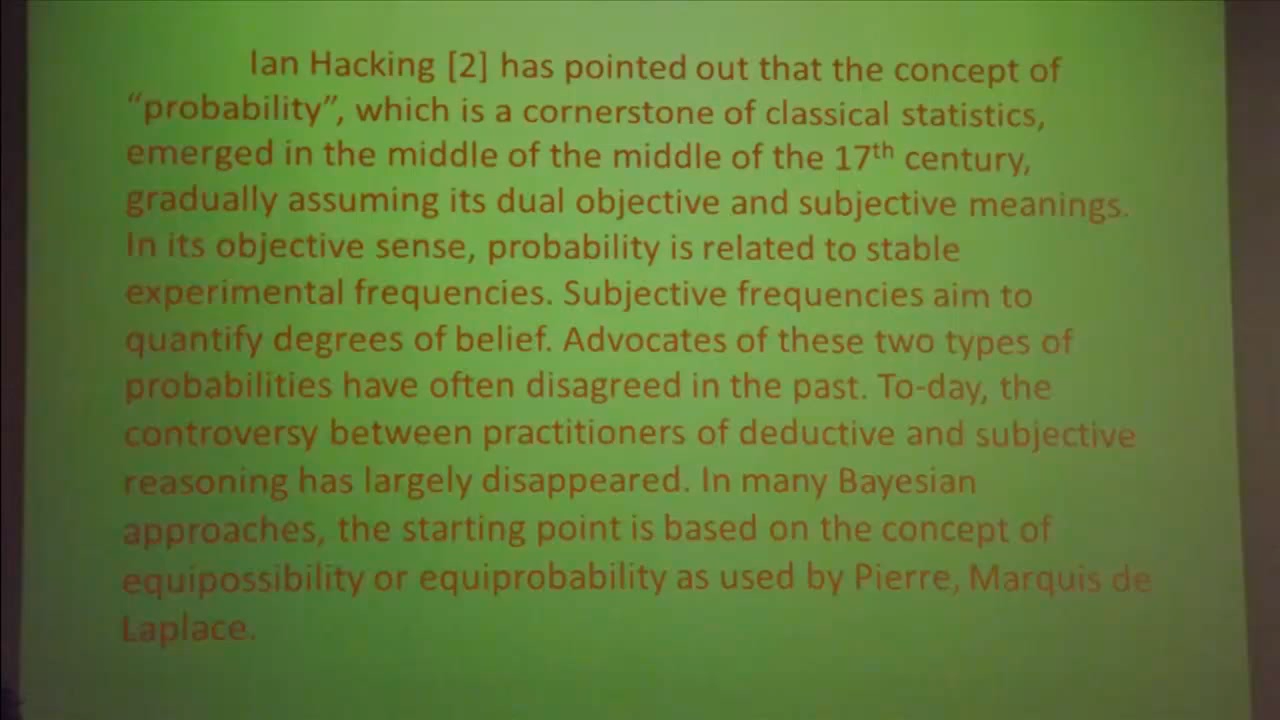 Ian Hacking [2] has pointed out that the concept of
“probability”, which is a cornerstone of classical statistics,
emerged in the middle of the middle of the 17th century,
gradually assuming its dual objective and subjective meanings.
In its objective sense, probability is related to stable
experimental frequencies. Subjective frequencies aim to
quantify degrees of belief. Advocates of these two types of
probabilities have often disagreed in the past. To-day, the
controversy between practitioners of deductive and subjective
reasoning has largely disappeared. In many Bayesian
approaches, the starting point is based on the concept of
equipossibility or equiprobability as used by Pierre, Marquis de
Laplace.